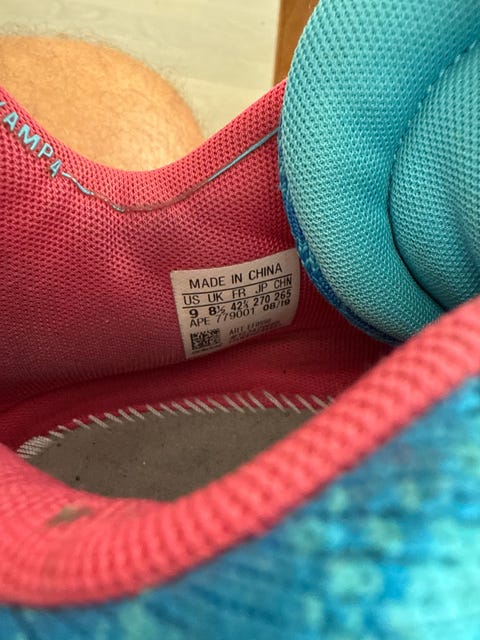 AMP4
MADE IN CHINA
US UK FR JP CHN
9 8½ 42⅔ 270 265
APE 779001 08/19